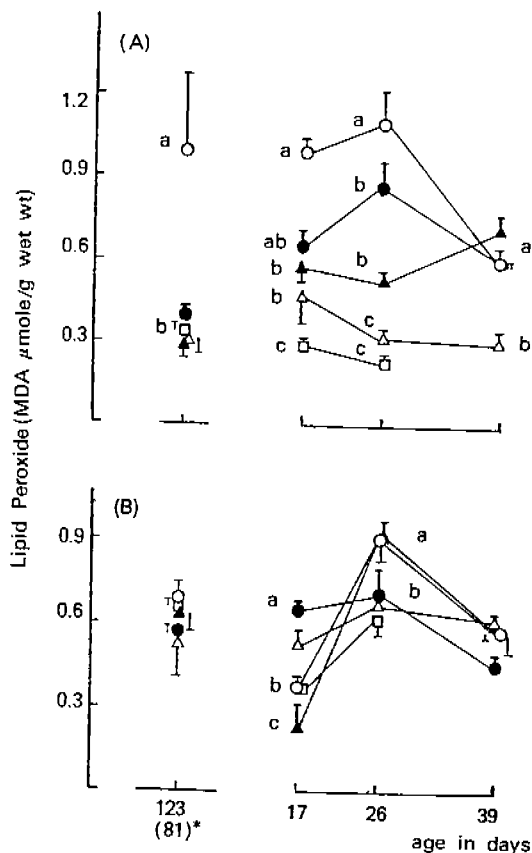 (A)
Lipid Peroxide (MDA μmole/g wet wt)
1.2
0.9
0.6
0.3
a
b
a
ab
b
b
c
b
b
c
c
a
b
(B)
0.9
0.6
0.3
a
b
c
a
b
123
(81)*
17
26
39
age in days